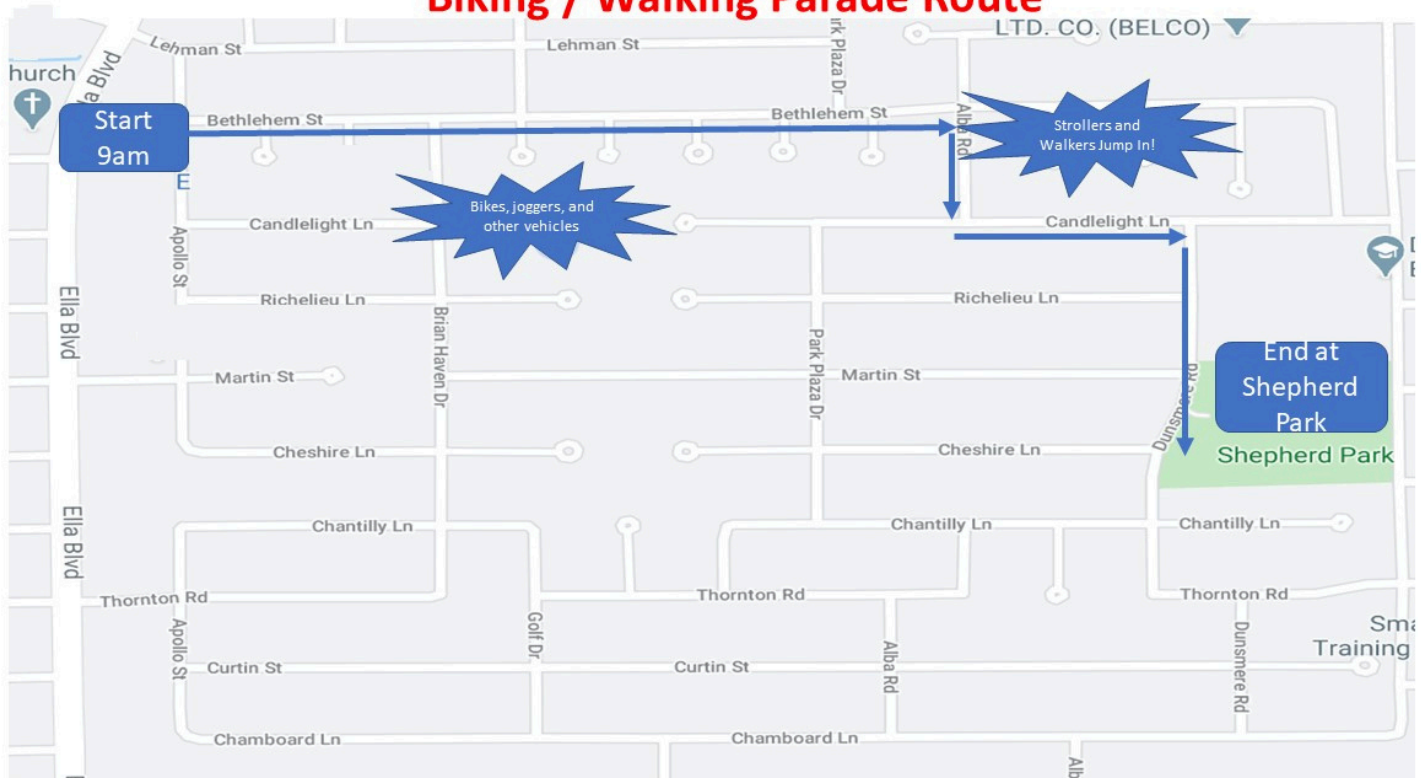 Biking / Walking Parade Route
LTD. CO. (BELCO)
Lehman St
Lehman St
hurch
Start
9am
Bethlehem St
Bethlehem St
Alba Rd
Strollers and
Walkers Jump In!
E
Bikes, joggers, and
other vehicles
Candlelight Ln
Candlelight Ln
Apollo St
Richelieu Ln
Richelieu Ln
Ella Blvd
Brian Haven Dr
Park Plaza Dr
Martin St
Martin St
End at
Shepherd
Park
Cheshire Ln
Cheshire Ln
Shepherd Park
Ella Blvd
Chantilly Ln
Chantilly Ln
Chantilly Ln
Thornton Rd
Thornton Rd
Thornton Rd
Apollo St
Golf Dr
Alba Rd
Dunsmere Rd
Training
Curtin St
Curtin St
Chamboard Ln
Chamboard Ln